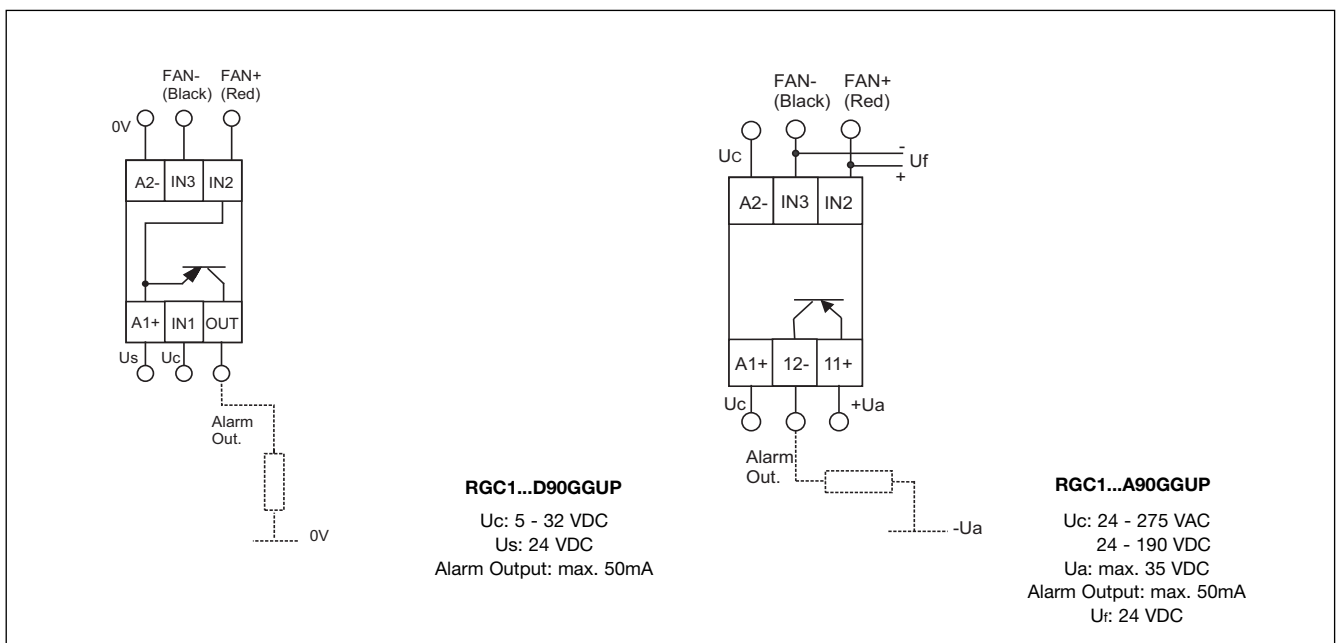 FAN- FAN+
(Black) (Red)
0V
A2- IN3 IN2
A1+ IN1 OUT
Us Uc
Alarm
Out.
0V
RGC1...D90GGUP
Uc: 5 - 32 VDC
Us: 24 VDC
Alarm Output: max. 50mA
FAN- FAN+
(Black) (Red)
Uc
-
Uf
+
A2- IN3 IN2
A1+ 12- 11+
Uc
+Ua
Alarm
Out.
-Ua
RGC1...A90GGUP
Uc: 24 - 275 VAC
24 - 190 VDC
Ua: max. 35 VDC
Alarm Output: max. 50mA
Uf: 24 VDC